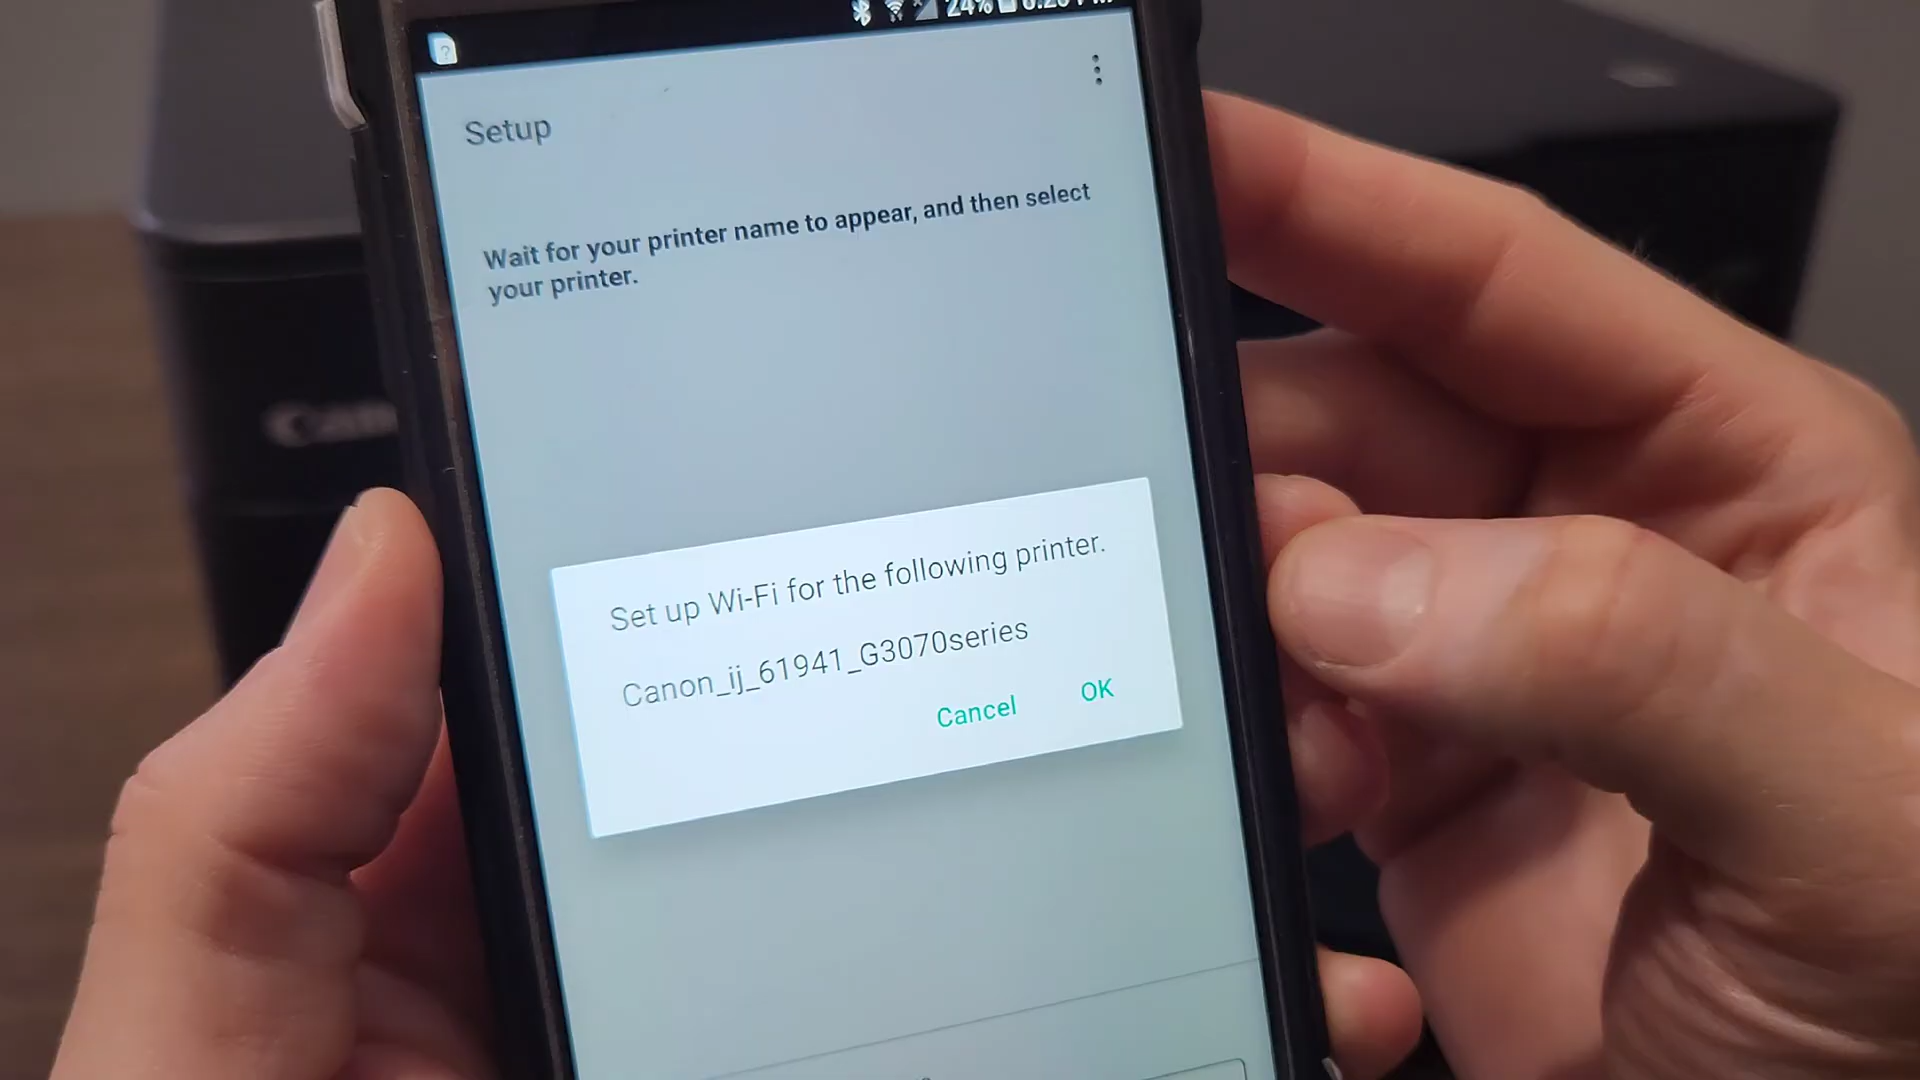 24%
Setup
Wait for your printer name to appear, and then select
your printer.
Set up Wi-Fi for the following printer.
Canon_ij_61941_G3070series
Cancel OK